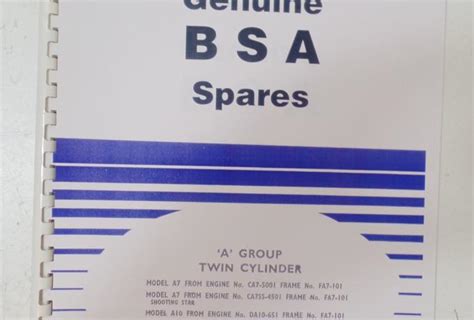 Genuine
B S A
Spares
'A' GROUP
TWIN CYLINDER
MODEL A7 FROM ENGINE No. CA7-5001 FRAME No. FA7-101
MODEL A7 FROM ENGINE No. CA7SS-4501 FRAME No. FA7-101
SHOOTING STAR
MODEL A10 FROM ENGINE No. DA10-651 FRAME No. FA7-101